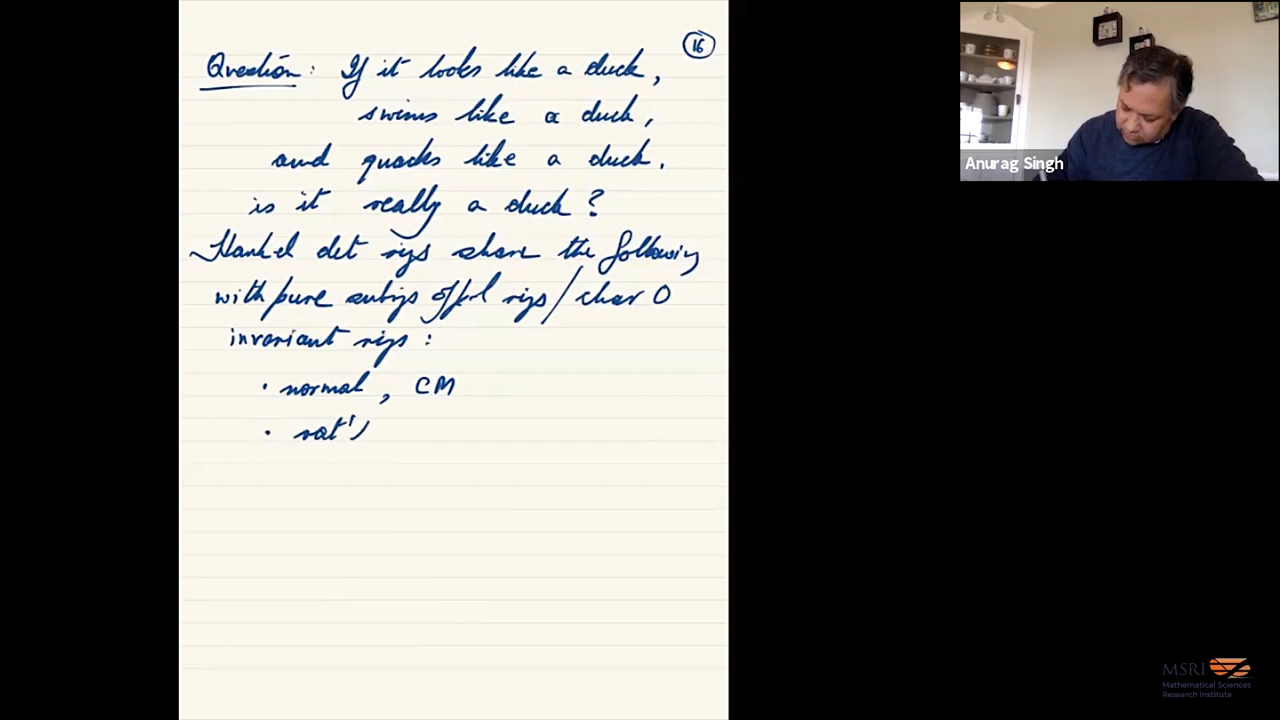 16
Question: If it looks like a duck,
swims like a duck,
and quacks like a duck,
is it really a duck?
Hankel det rigs share the following
with pure subrigs of pol rigs / char 0
invariant rigs:
· normal, CM
· rat'l
Anurag Singh
MSRI
Mathematical Sciences
Research Institute